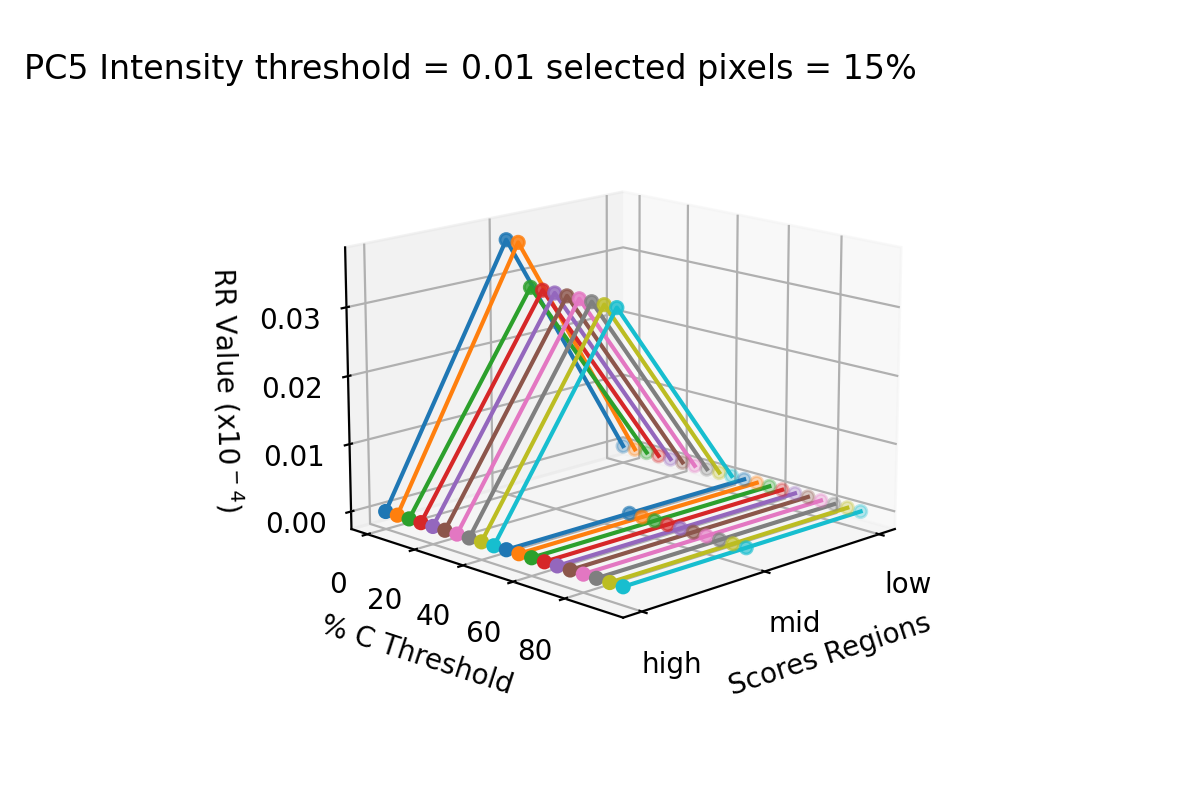 PC5 Intensity threshold = 0.01 selected pixels = 15%
RR Value (x10⁻⁴)
0.03
0.02
0.01
0.00
0
20
40
60
80
% C Threshold
high
mid
low
Scores Regions